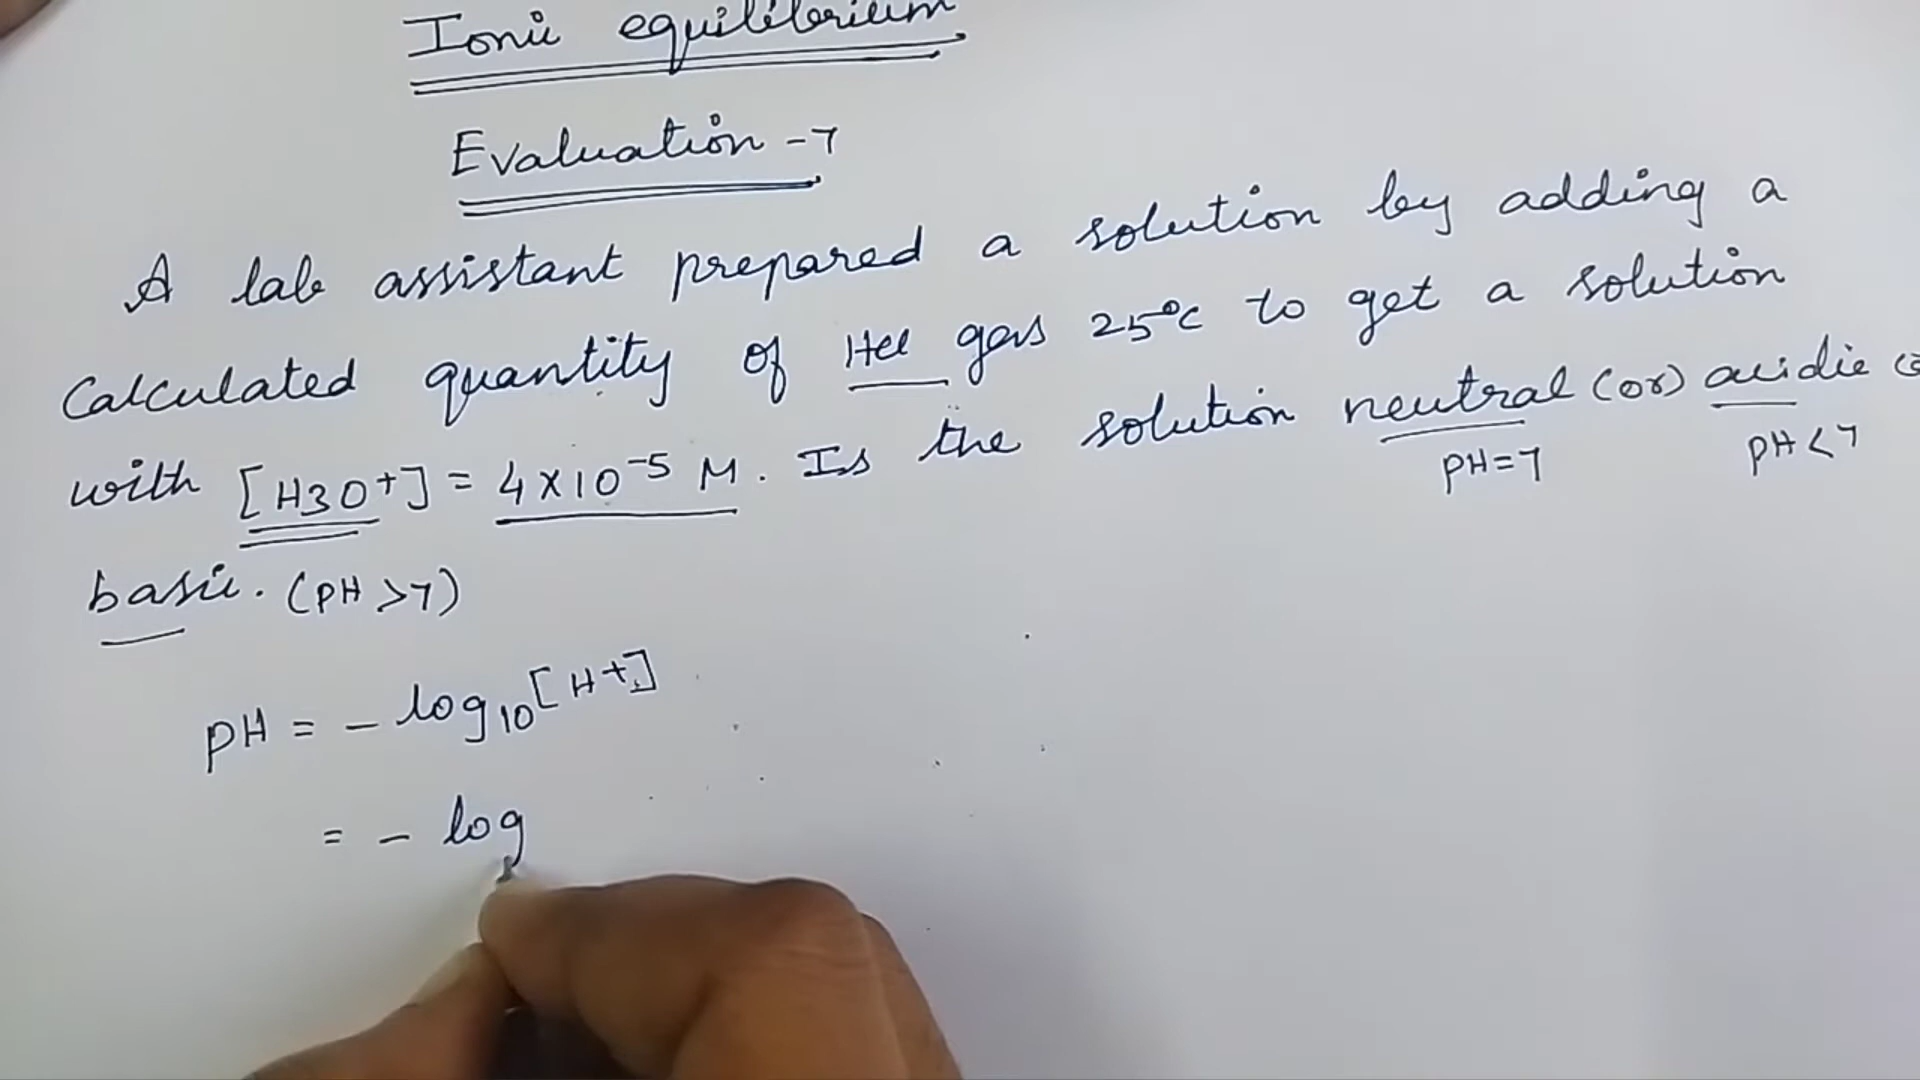 Ionic equilibrium
Evaluation -7
A lab assistant prepared a solution by adding a
calculated quantity of HCl gas 25°C to get a solution
with [H3O+] = 4×10⁻⁵ M. Is the solution neutral (or) acidic
pH=7 pH<7
basic. (pH >7)
pH = - log₁₀[H+]
= - log